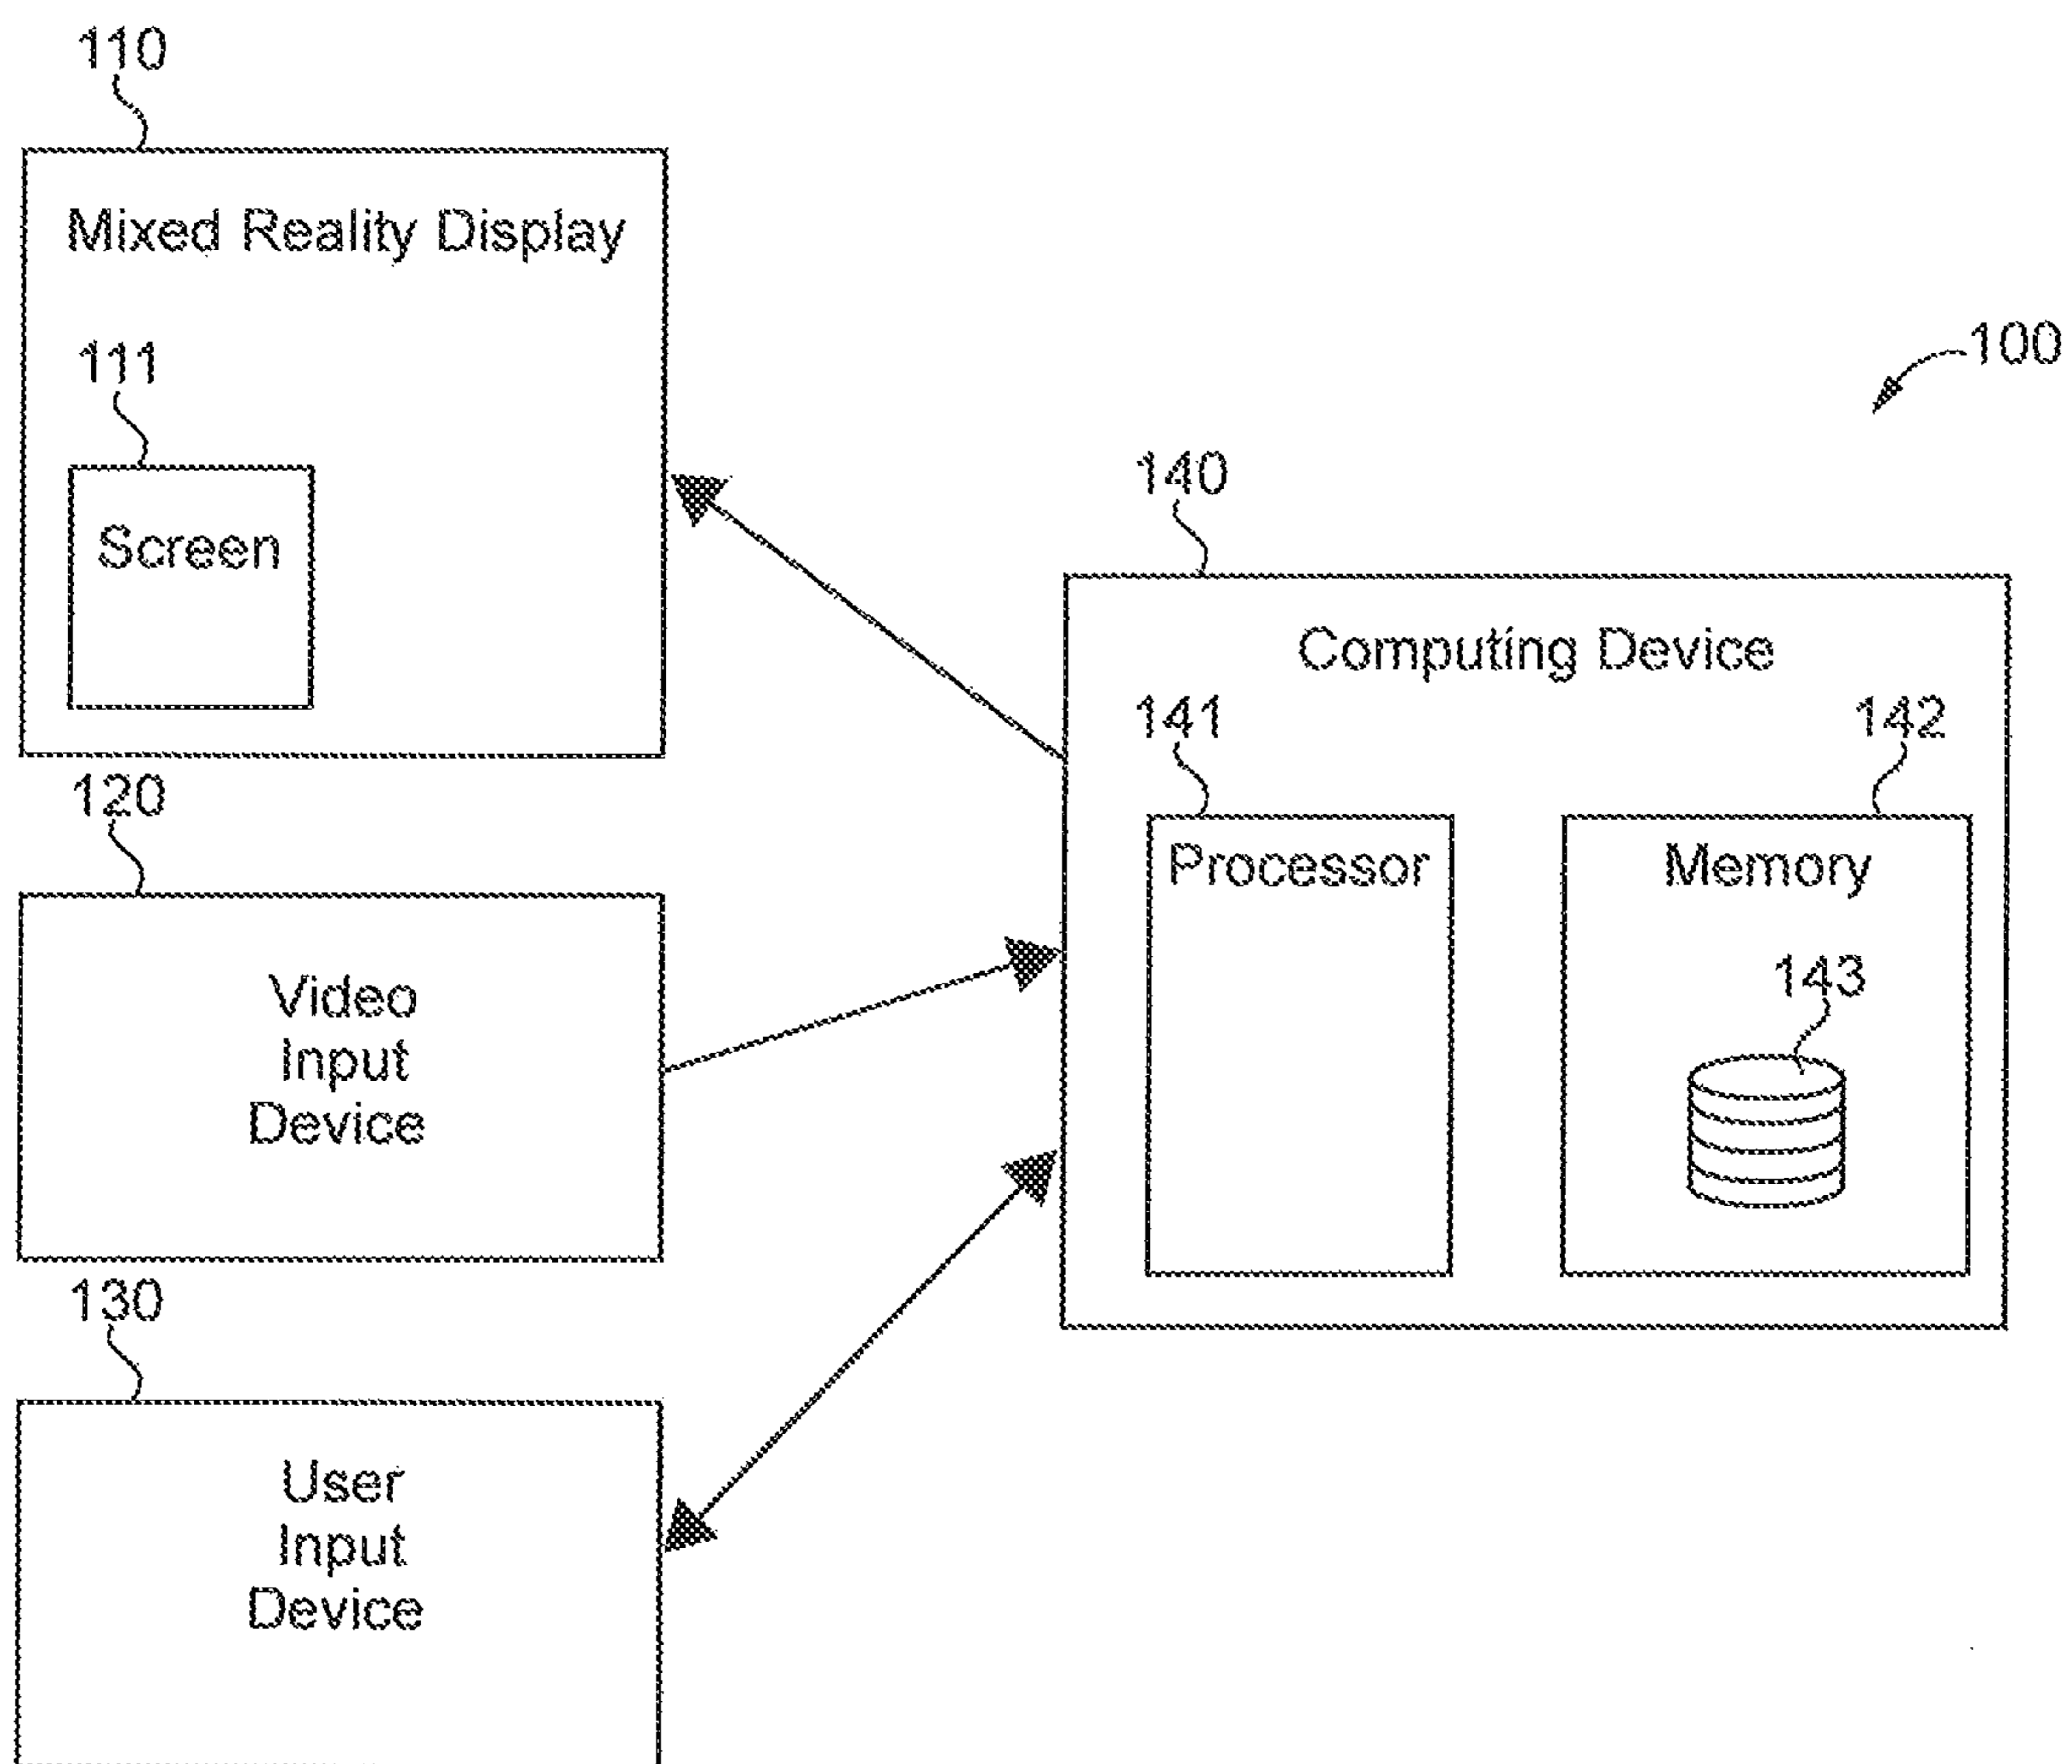 110
Mixed Reality Display
111
Screen
100
140
Computing Device
141
142
Processor
Memory
143
120
Video
Input
Device
130
User
Input
Device